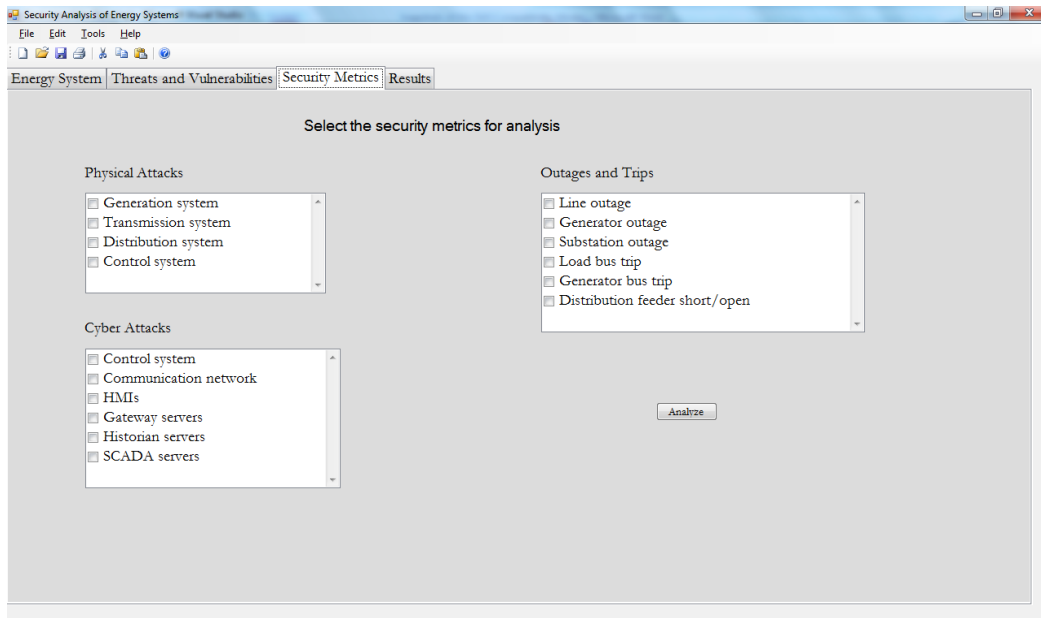 Security Analysis of Energy Systems
File Edit Tools Help
Energy System Threats and Vulnerabilities Security Metrics Results
Select the security metrics for analysis
Physical Attacks
Generation system
Transmission system
Distribution system
Control system
Cyber Attacks
Control system
Communication network
HMIs
Gateway servers
Historian servers
SCADA servers
Outages and Trips
Line outage
Generator outage
Substation outage
Load bus trip
Generator bus trip
Distribution feeder short/open
Analyze